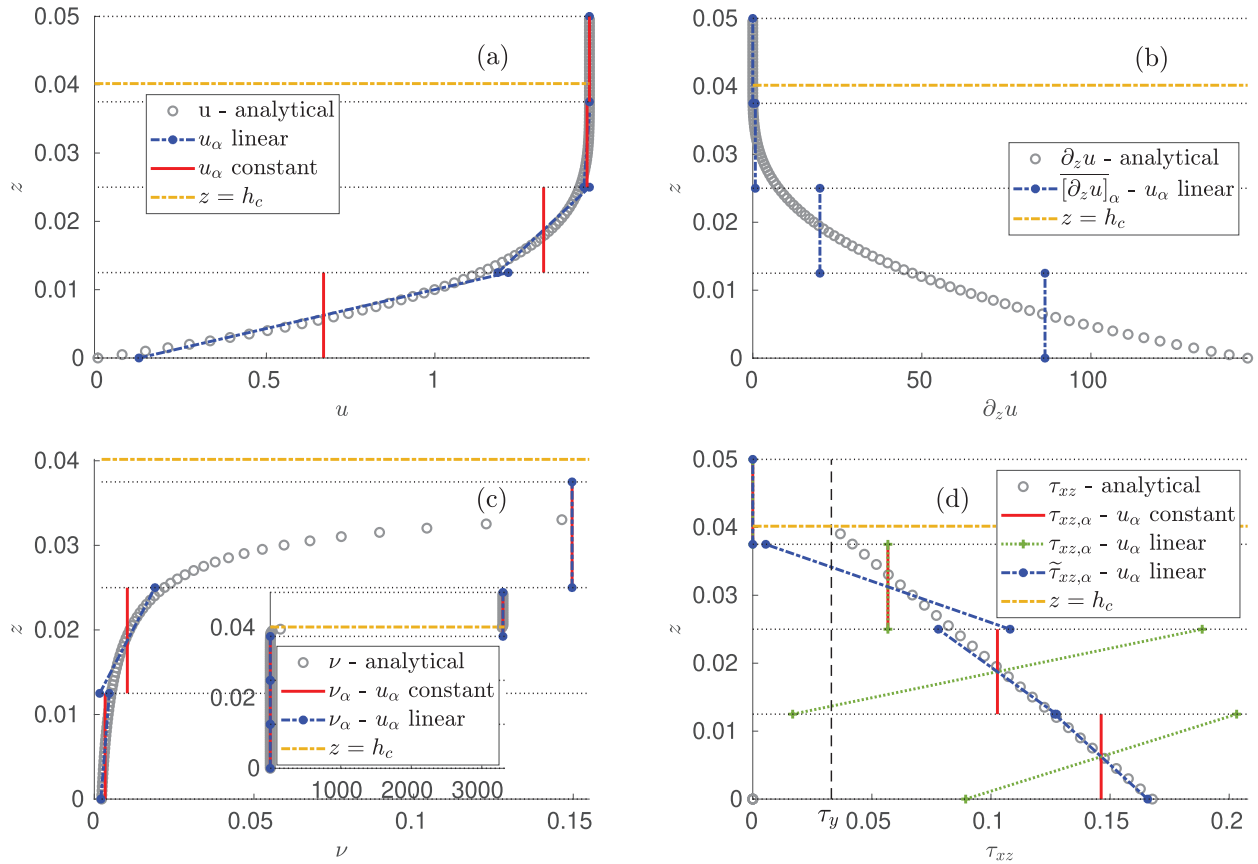 0.05
0.04
0.03
0.02
0.01
0
z
(a)
u - analytical
u_α linear
u_α constant
z = h_c
0
0.5
1
u
0.05
0.04
0.03
0.02
0.01
0
z
(b)
∂_z u - analytical
[∂_z u]_α - u_α linear
z = h_c
0
50
100
∂_z u
0.04
0.03
0.02
0.01
0
z
(c)
0.04
0.02
0
ν - analytical
ν_α - u_α constant
ν_α - u_α linear
z = h_c
1000
2000
3000
0
0.05
0.1
0.15
ν
0.05
0.04
0.03
0.02
0.01
0
z
(d)
τ_xz - analytical
τ_xz,α - u_α constant
τ_xz,α - u_α linear
τ̃_xz,α - u_α linear
z = h_c
0
τ_y
0.05
0.1
0.15
0.2
τ_xz